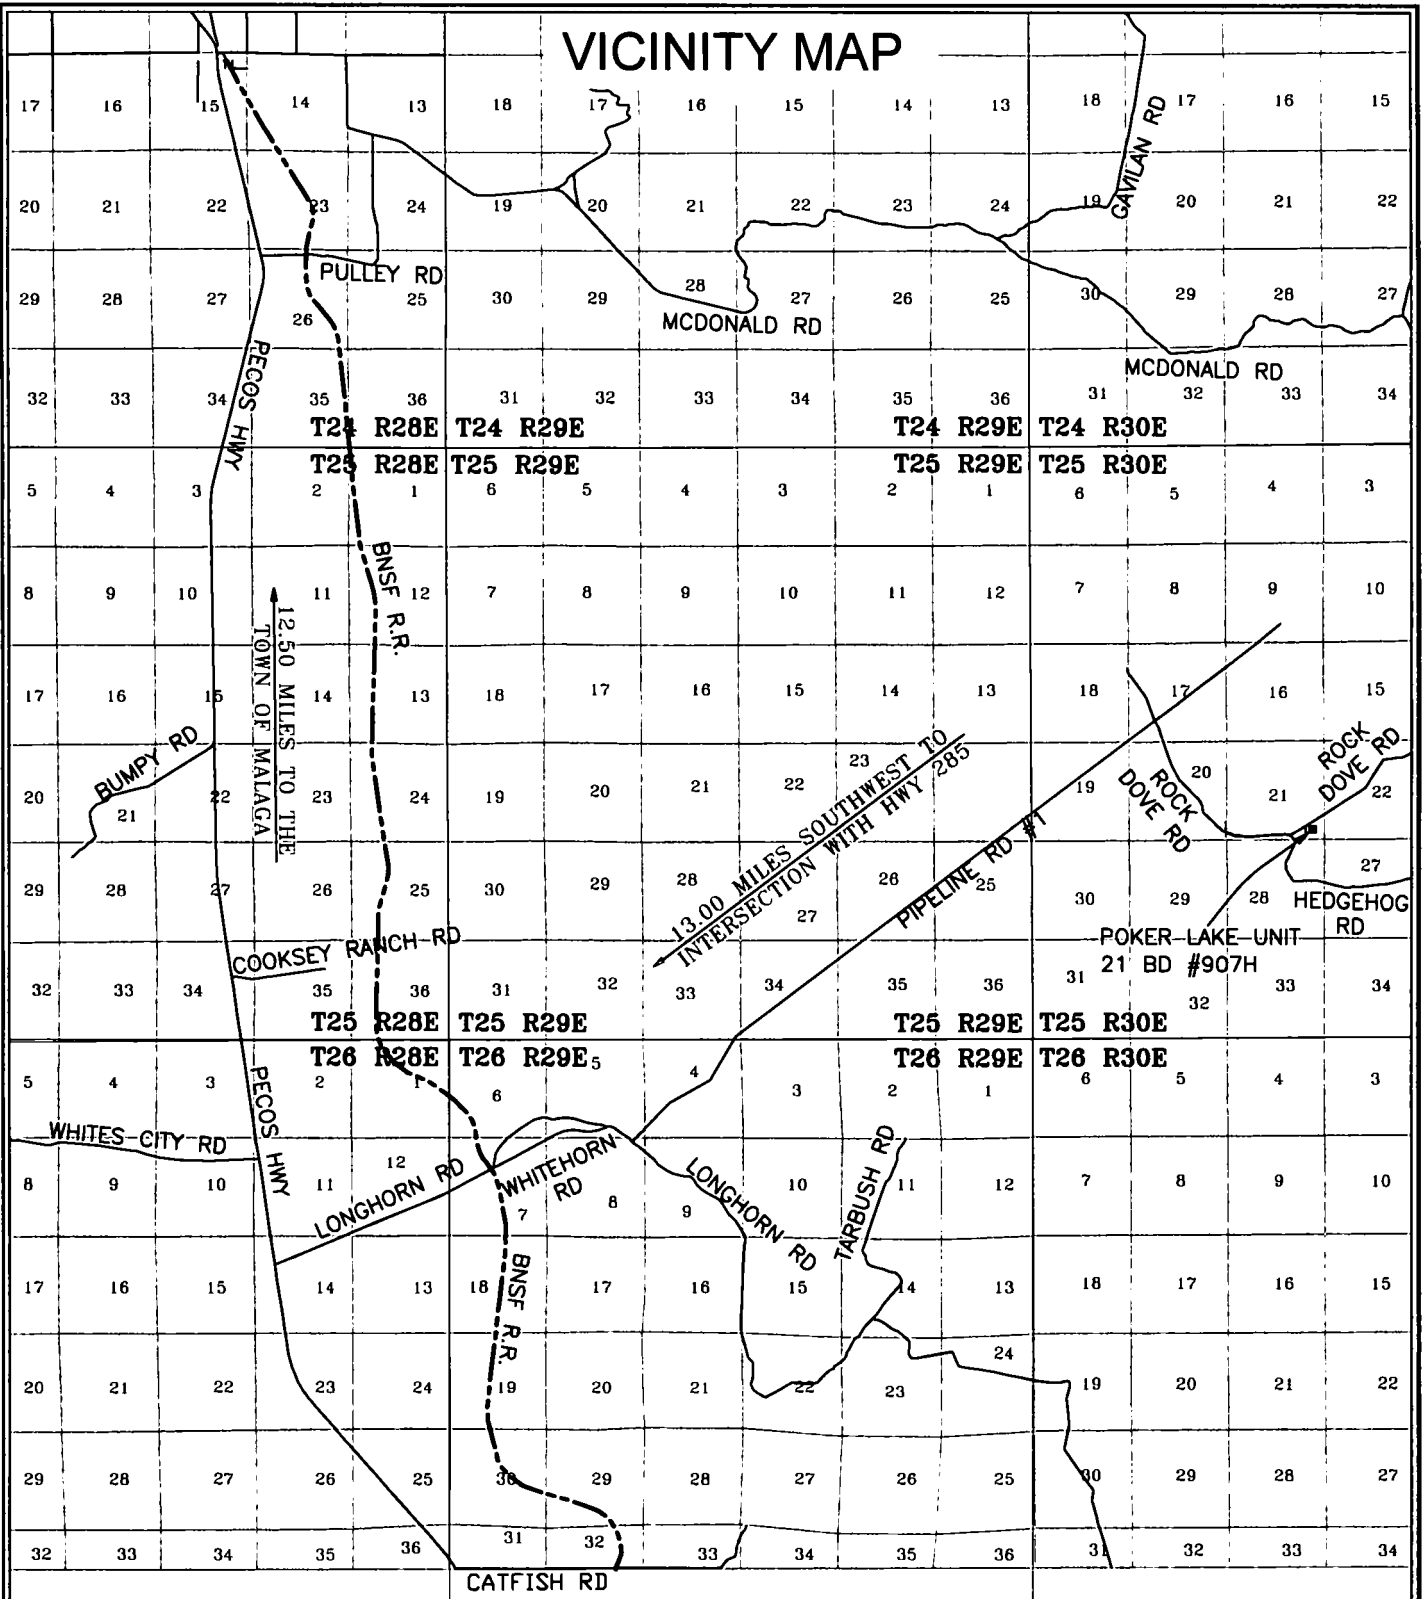 VICINITY MAP
17 16 15 14 13 18 17 16 15 14 13 18 17 16 15
GAVILAN RD
20 21 22 23 24 19 20 21 22 23 24 19 20 21 22
PULLEY RD
29 28 27 26 25 30 29 28 27 26 25 30 29 28 27
MCDONALD RD
MCDONALD RD
PECOS HWY
32 33 34 35 36 31 32 33 34 35 36 31 32 33 34
T24 R28E T24 R29E T24 R29E T24 R30E
T25 R28E T25 R29E T25 R29E T25 R30E
5 4 3 2 1 6 5 4 3 2 1 6 5 4 3
BNSF R.R.
8 9 10 11 12 7 8 9 10 11 12 7 8 9 10
12.50 MILES TO THE
TOWN OF MALAGA
17 16 15 14 13 18 17 16 15 14 13 18 17 16 15
BUMPY RD
13.00 MILES SOUTHWEST TO
INTERSECTION WITH HWY 285
ROCK
DOVE RD
ROCK
DOVE RD
20 21 22 23 24 19 20 21 22 23 19 20 21 22
PIPELINE RD #1
29 28 27 26 25 30 29 28 27 26 25 30 29 28 27
HEDGEHOG
RD
POKER LAKE UNIT
21 BD #907H
COOKSEY RANCH RD
32 33 34 35 36 31 32 33 34 35 36 31 32 33 34
T25 R28E T25 R29E T25 R29E T25 R30E
T26 R28E T26 R29E T26 R29E T26 R30E
5 4 3 2 1 6 5 4 3 2 1 6 5 4 3
PECOS HWY
WHITES CITY RD
LONGHORN RD
WHITEHORN
RD
LONGHORN RD
TARBUSH RD
8 9 10 11 12 7 8 9 10 11 12 7 8 9 10
BNSF R.R.
17 16 15 14 13 18 17 16 15 14 13 18 17 16 15
20 21 22 23 24 19 20 21 22 23 24 19 20 21 22
29 28 27 26 25 30 29 28 27 26 25 30 29 28 27
32 33 34 35 36 31 32 33 34 35 36 31 32 33 34
CATFISH RD